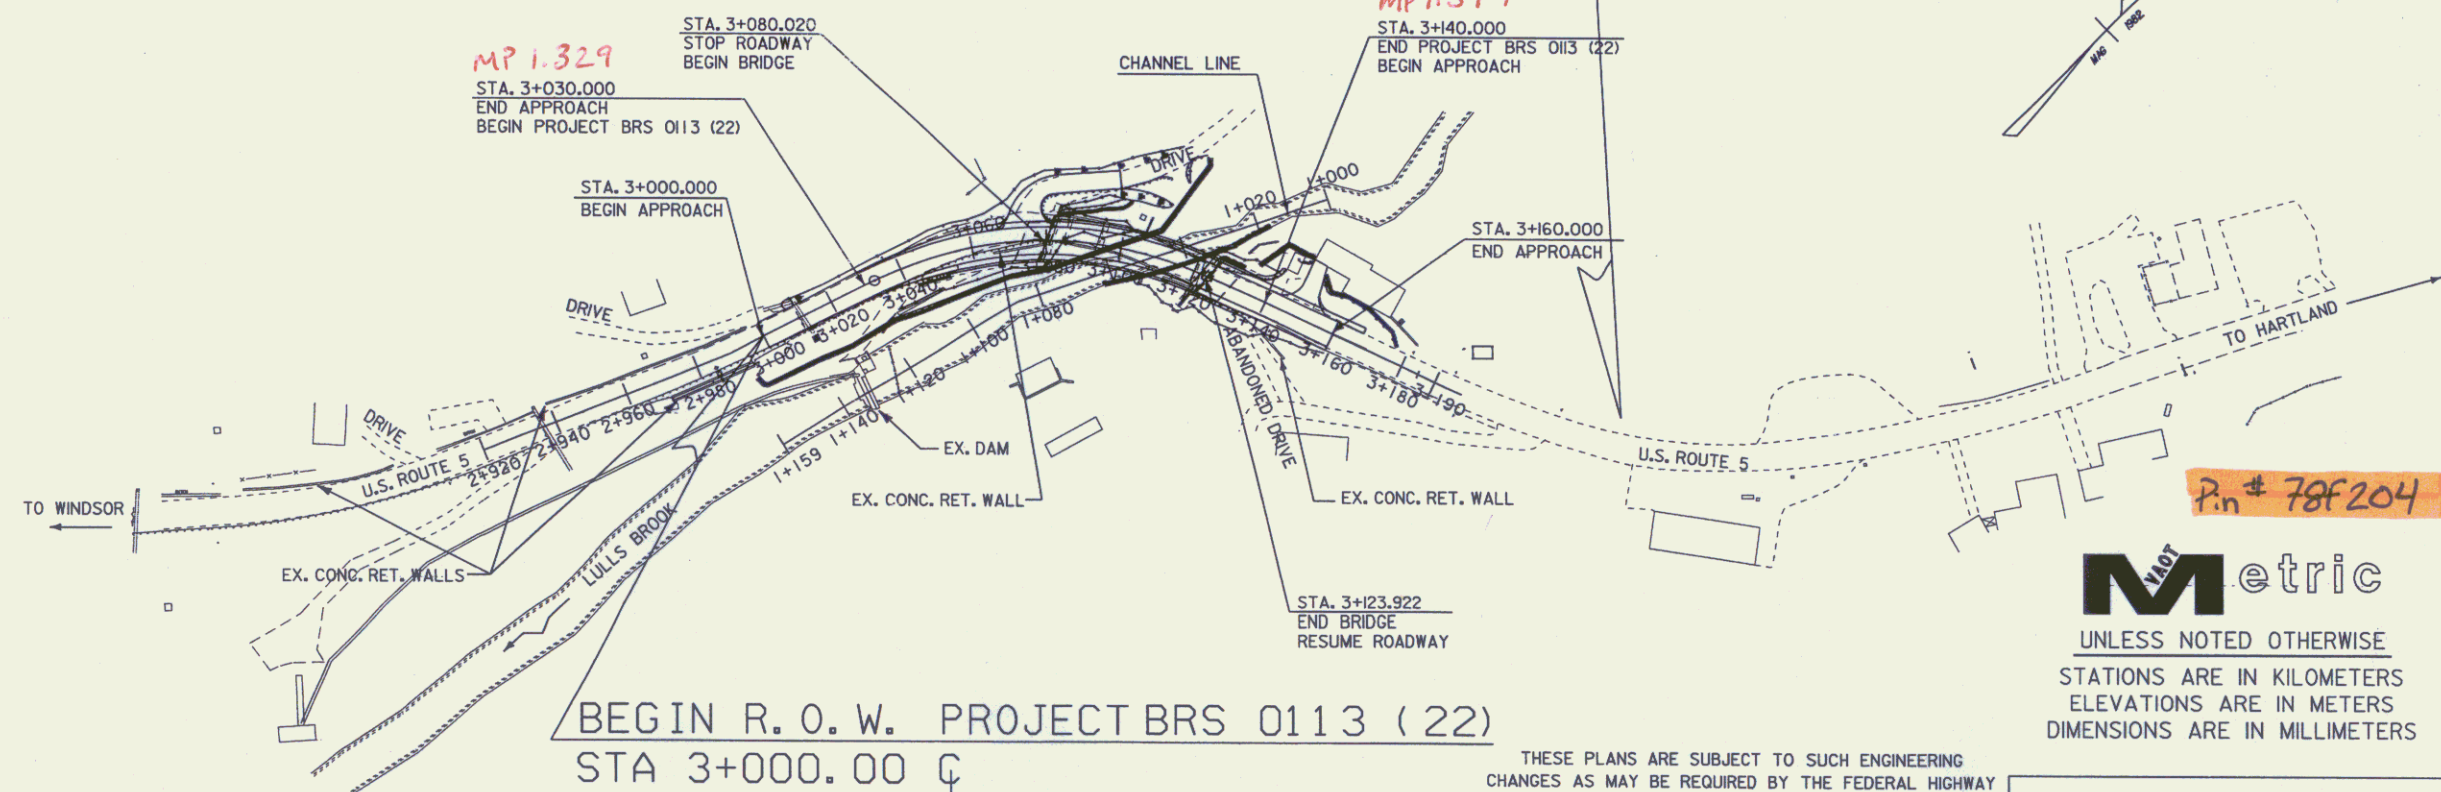 MP 1.329
STA. 3+030.000
END APPROACH
BEGIN PROJECT BRS 0113 (22)
STA. 3+080.020
STOP ROADWAY
BEGIN BRIDGE
STA. 3+000.000
BEGIN APPROACH
CHANNEL LINE
STA. 3+140.000
END PROJECT BRS 0113 (22)
BEGIN APPROACH
STA. 3+160.000
END APPROACH
MAG
1982
DRIVE
DRIVE
DRIVE
1+000
1+020
3+060
3+040
3+020
3+000
2+980
2+960
2+940
2+920
U.S. ROUTE 5
1+080
1+100
1+120
1+140
1+159
3+140
3+160
3+180
3+190
ABANDONED DRIVE
TO HARTLAND
U.S. ROUTE 5
TO WINDSOR
EX. DAM
EX. CONC. RET. WALL
EX. CONC. RET. WALL
EX. CONC. RET. WALLS
LULLS BROOK
STA. 3+123.922
END BRIDGE
RESUME ROADWAY
Pin # 78F204
VAOT
Metric
UNLESS NOTED OTHERWISE
STATIONS ARE IN KILOMETERS
ELEVATIONS ARE IN METERS
DIMENSIONS ARE IN MILLIMETERS
BEGIN R.O.W. PROJECT BRS 0113 (22)
STA 3+000.00 ℄
THESE PLANS ARE SUBJECT TO SUCH ENGINEERING
CHANGES AS MAY BE REQUIRED BY THE FEDERAL HIGHWAY